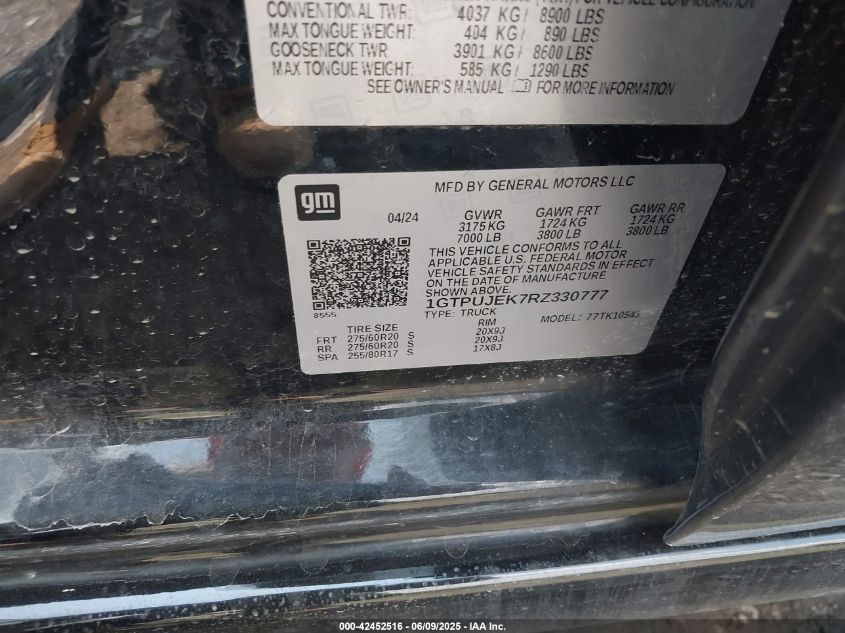 FOR VEHICLE CONFIGURATION
CONVENTIONAL TWR: 4037 KG/ 8900 LBS
MAX TONGUE WEIGHT: 404 KG/ 890 LBS
GOOSENECK TWR 3901 KG/ 8600 LBS
MAX TONGUE WEIGHT: 585 KG/ 1290 LBS
SEE OWNER'S MANUAL FOR MORE INFORMATION
gm
MFD BY GENERAL MOTORS LLC
04/24 GVWR GAWR FRT GAWR RR
3175 KG 1724 KG 1724 KG
7000 LB 3800 LB 3800 LB
THIS VEHICLE CONFORMS TO ALL
APPLICABLE U.S. FEDERAL MOTOR
VEHICLE SAFETY STANDARDS IN EFFECT
ON THE DATE OF MANUFACTURE
SHOWN ABOVE.
1GTPUJEK7RZ330777
8555
TYPE: TRUCK MODEL: 77TK10543
TIRE SIZE RIM
FRT 275/60R20 S 20X9J
RR 275/60R20 S 20X9J
SPA 255/80R17 S 17X8J
000-42452516 - 06/09/2025 - IAA Inc.